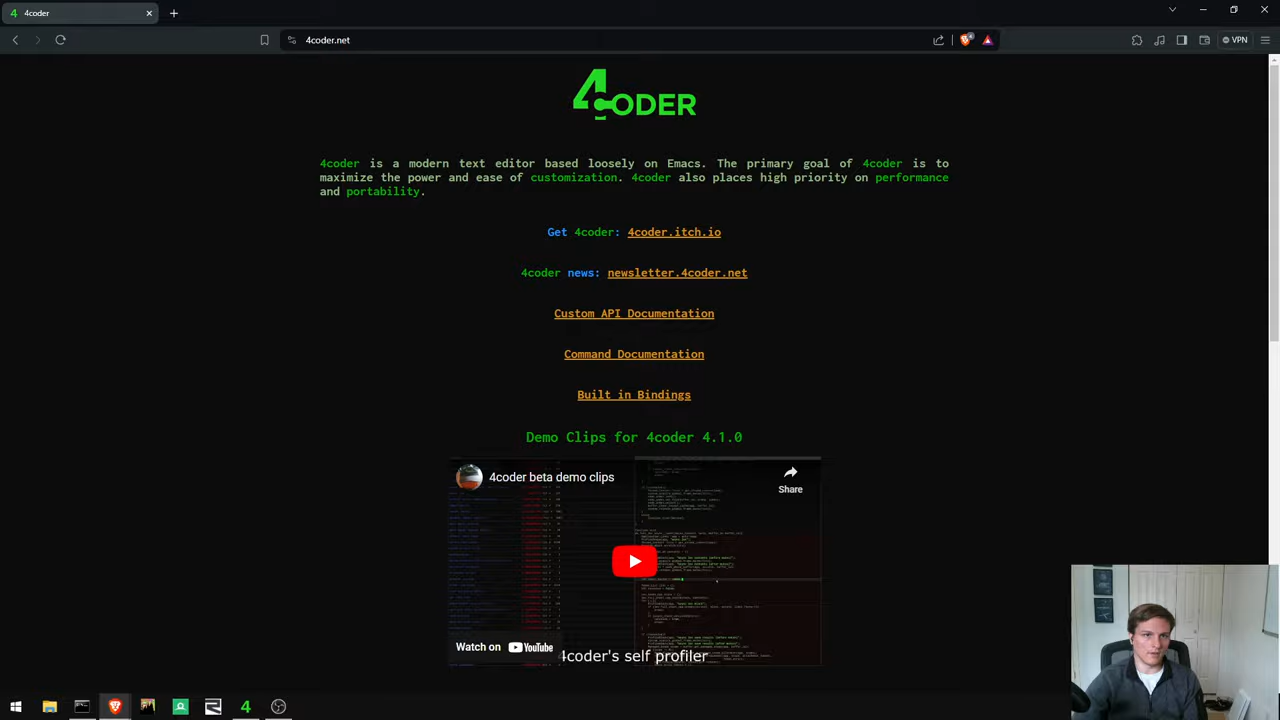 4coder
4coder.net
VPN
4CODER
4coder is a modern text editor based loosely on Emacs. The primary goal of 4coder is to
maximize the power and ease of customization. 4coder also places high priority on performance
and portability.
Get 4coder: 4coder.itch.io
4coder news: newsletter.4coder.net
Custom API Documentation
Command Documentation
Built in Bindings
Demo Clips for 4coder 4.1.0
4coder beta demo clips
Share
Watch on YouTube
4coder's self profiler